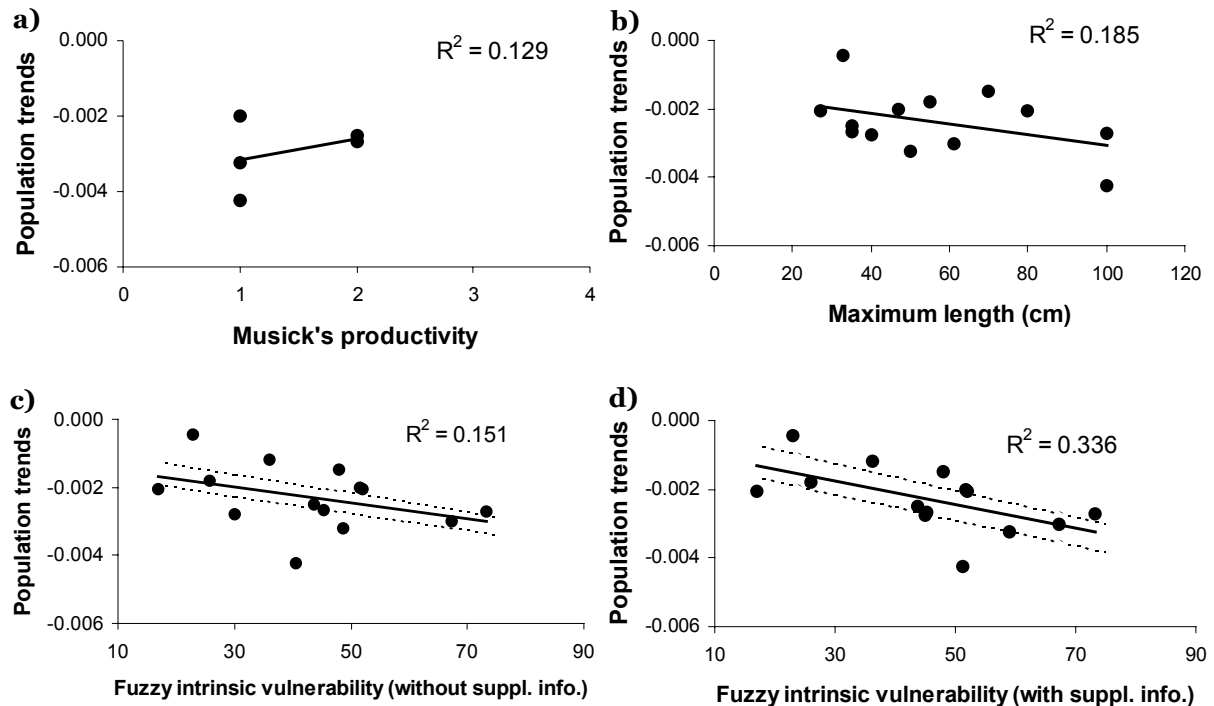 a)
R² = 0.129
Population trends
0.000
-0.002
-0.004
-0.006
0 1 2 3 4
Musick's productivity
b)
R² = 0.185
Population trends
0.000
-0.002
-0.004
-0.006
0 20 40 60 80 100 120
Maximum length (cm)
c)
R² = 0.151
Population trends
0.000
-0.002
-0.004
-0.006
10 30 50 70 90
Fuzzy intrinsic vulnerability (without suppl. info.)
d)
R² = 0.336
Population trends
0.000
-0.002
-0.004
-0.006
10 30 50 70 90
Fuzzy intrinsic vulnerability (with suppl. info.)